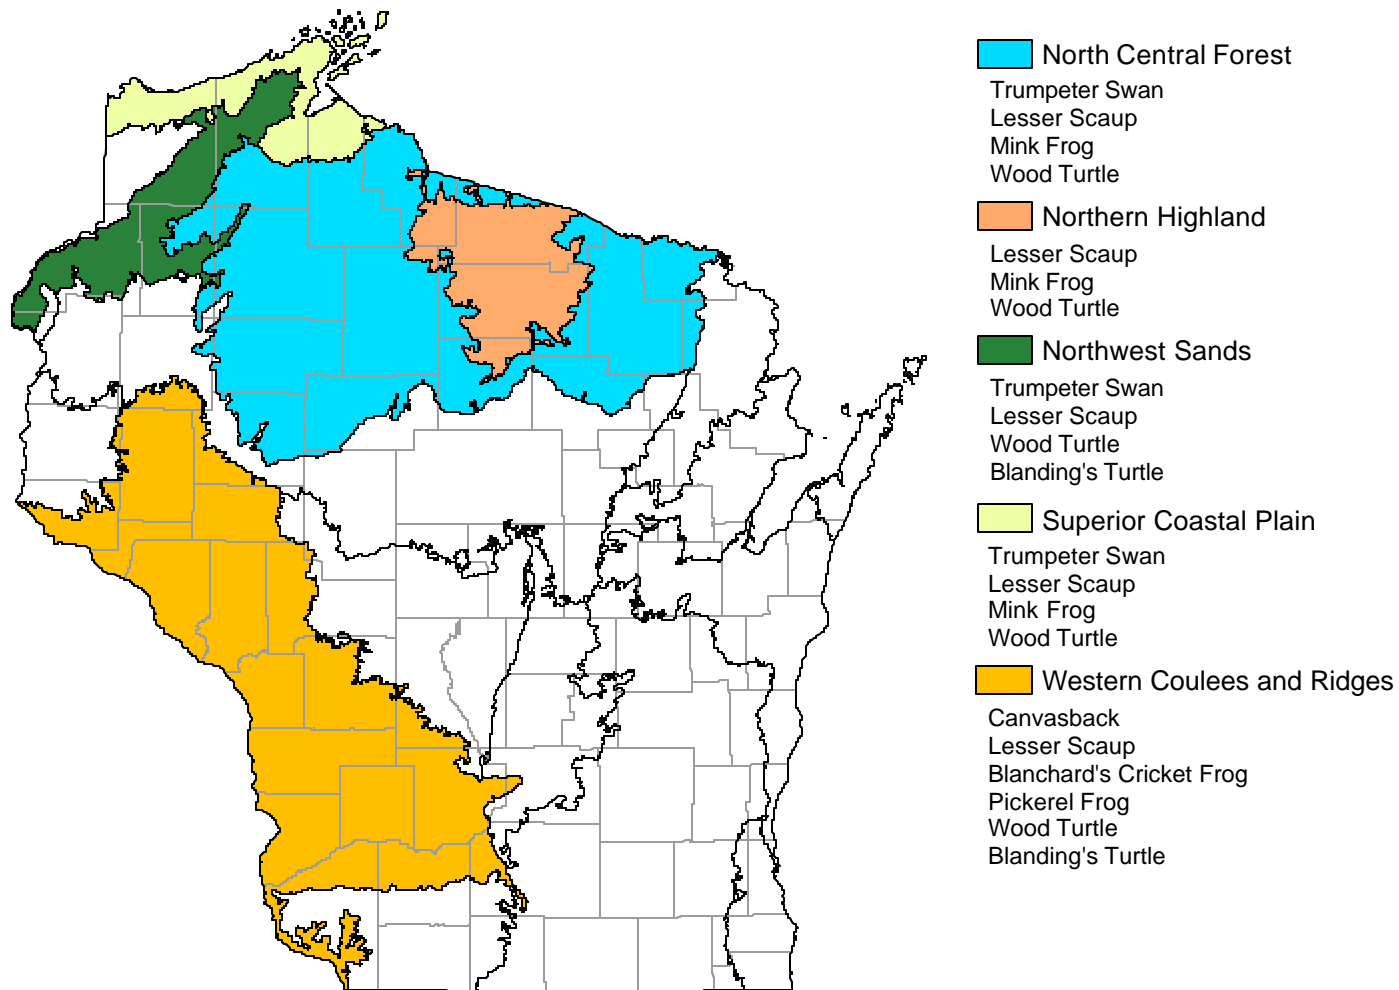 North Central Forest
Trumpeter Swan
Lesser Scaup
Mink Frog
Wood Turtle
Northern Highland
Lesser Scaup
Mink Frog
Wood Turtle
Northwest Sands
Trumpeter Swan
Lesser Scaup
Wood Turtle
Blanding's Turtle
Superior Coastal Plain
Trumpeter Swan
Lesser Scaup
Mink Frog
Wood Turtle
Western Coulees and Ridges
Canvasback
Lesser Scaup
Blanchard's Cricket Frog
Pickerel Frog
Wood Turtle
Blanding's Turtle